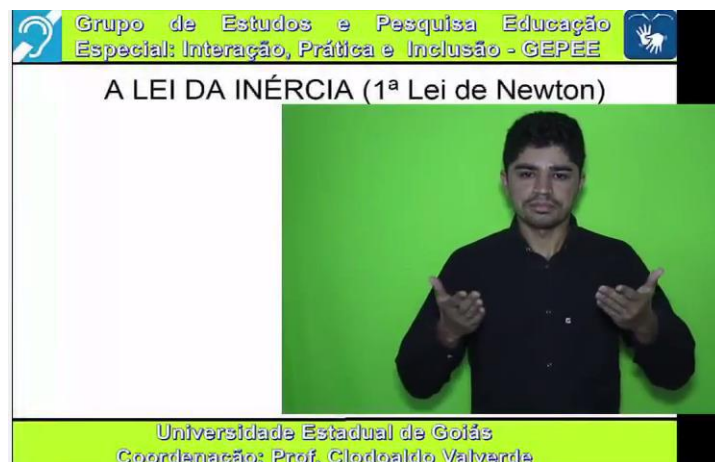 Grupo de Estudos e Pesquisa Educação
Especial: Interação, Prática e Inclusão - GEPEE
A LEI DA INÉRCIA (1ª Lei de Newton)
Universidade Estadual de Goiás
Coordenação: Prof. Clodoaldo Valverde